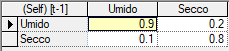 (Self) [t-1] Umido Secco
Umido 0.9 0.2
Secco 0.1 0.8